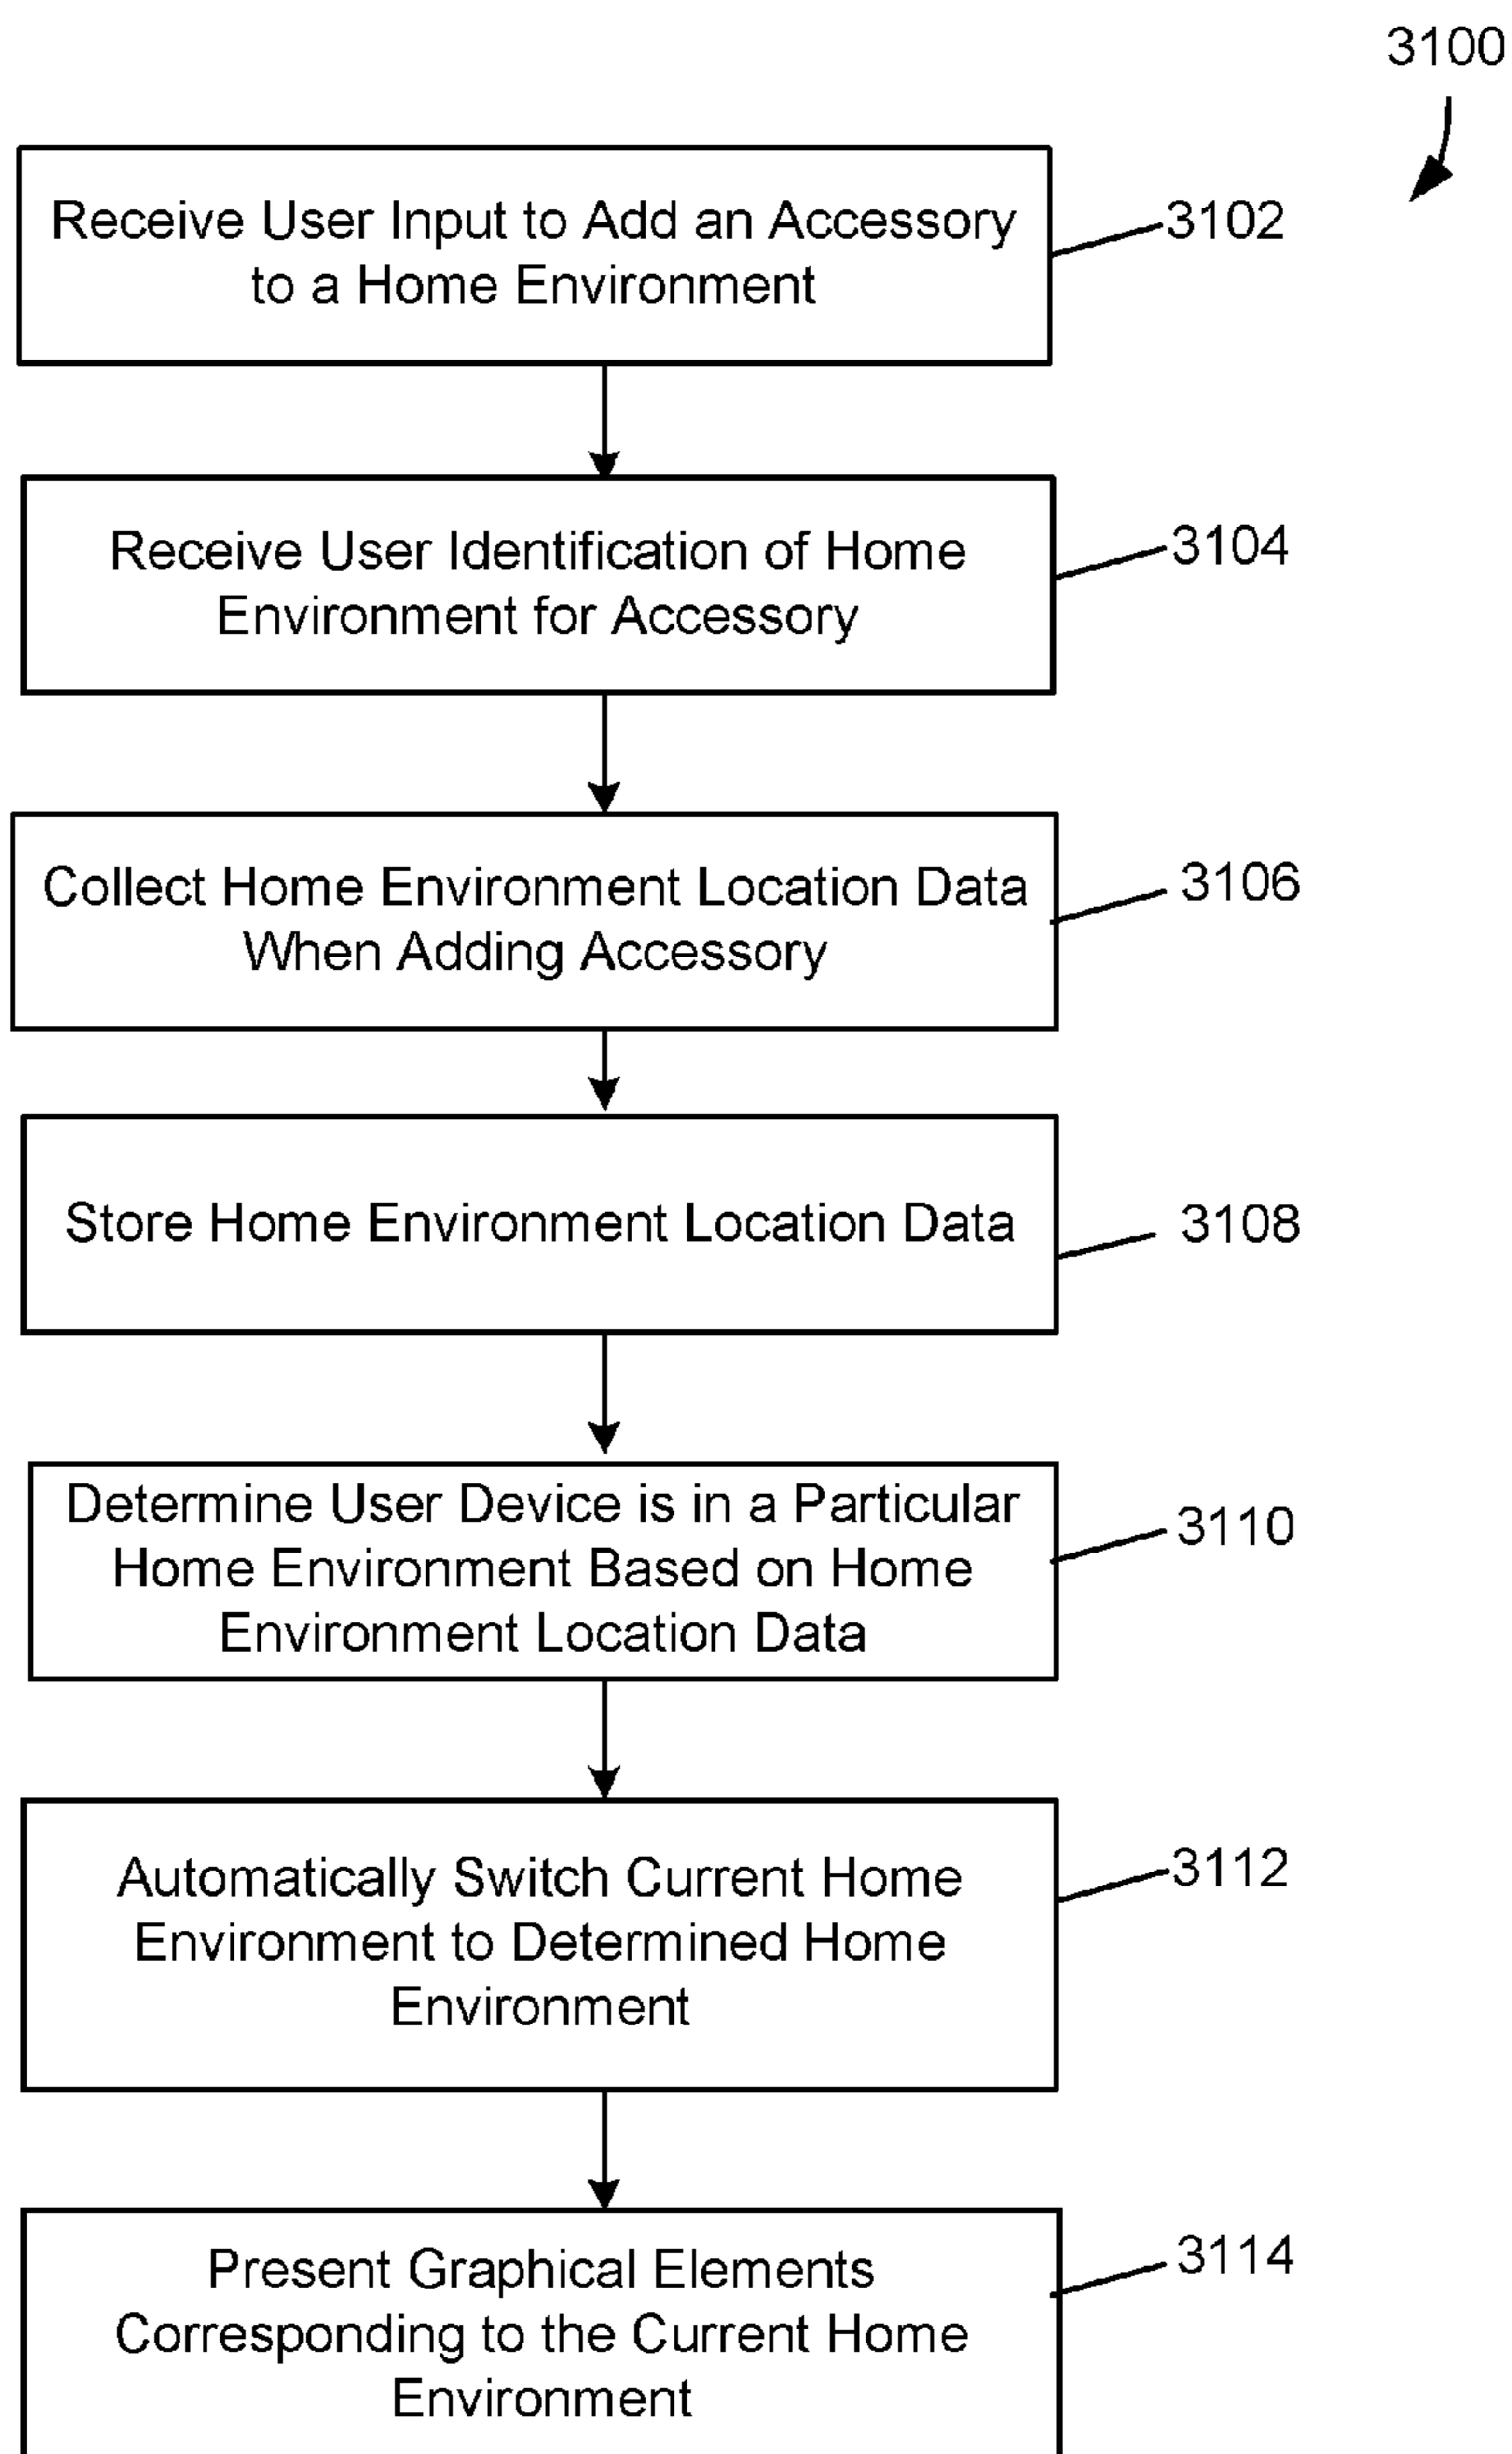 3100
Receive User Input to Add an Accessory
to a Home Environment
3102
Receive User Identification of Home
Environment for Accessory
3104
Collect Home Environment Location Data
When Adding Accessory
3106
Store Home Environment Location Data
3108
Determine User Device is in a Particular
Home Environment Based on Home
Environment Location Data
3110
Automatically Switch Current Home
Environment to Determined Home
Environment
3112
Present Graphical Elements
Corresponding to the Current Home
Environment
3114